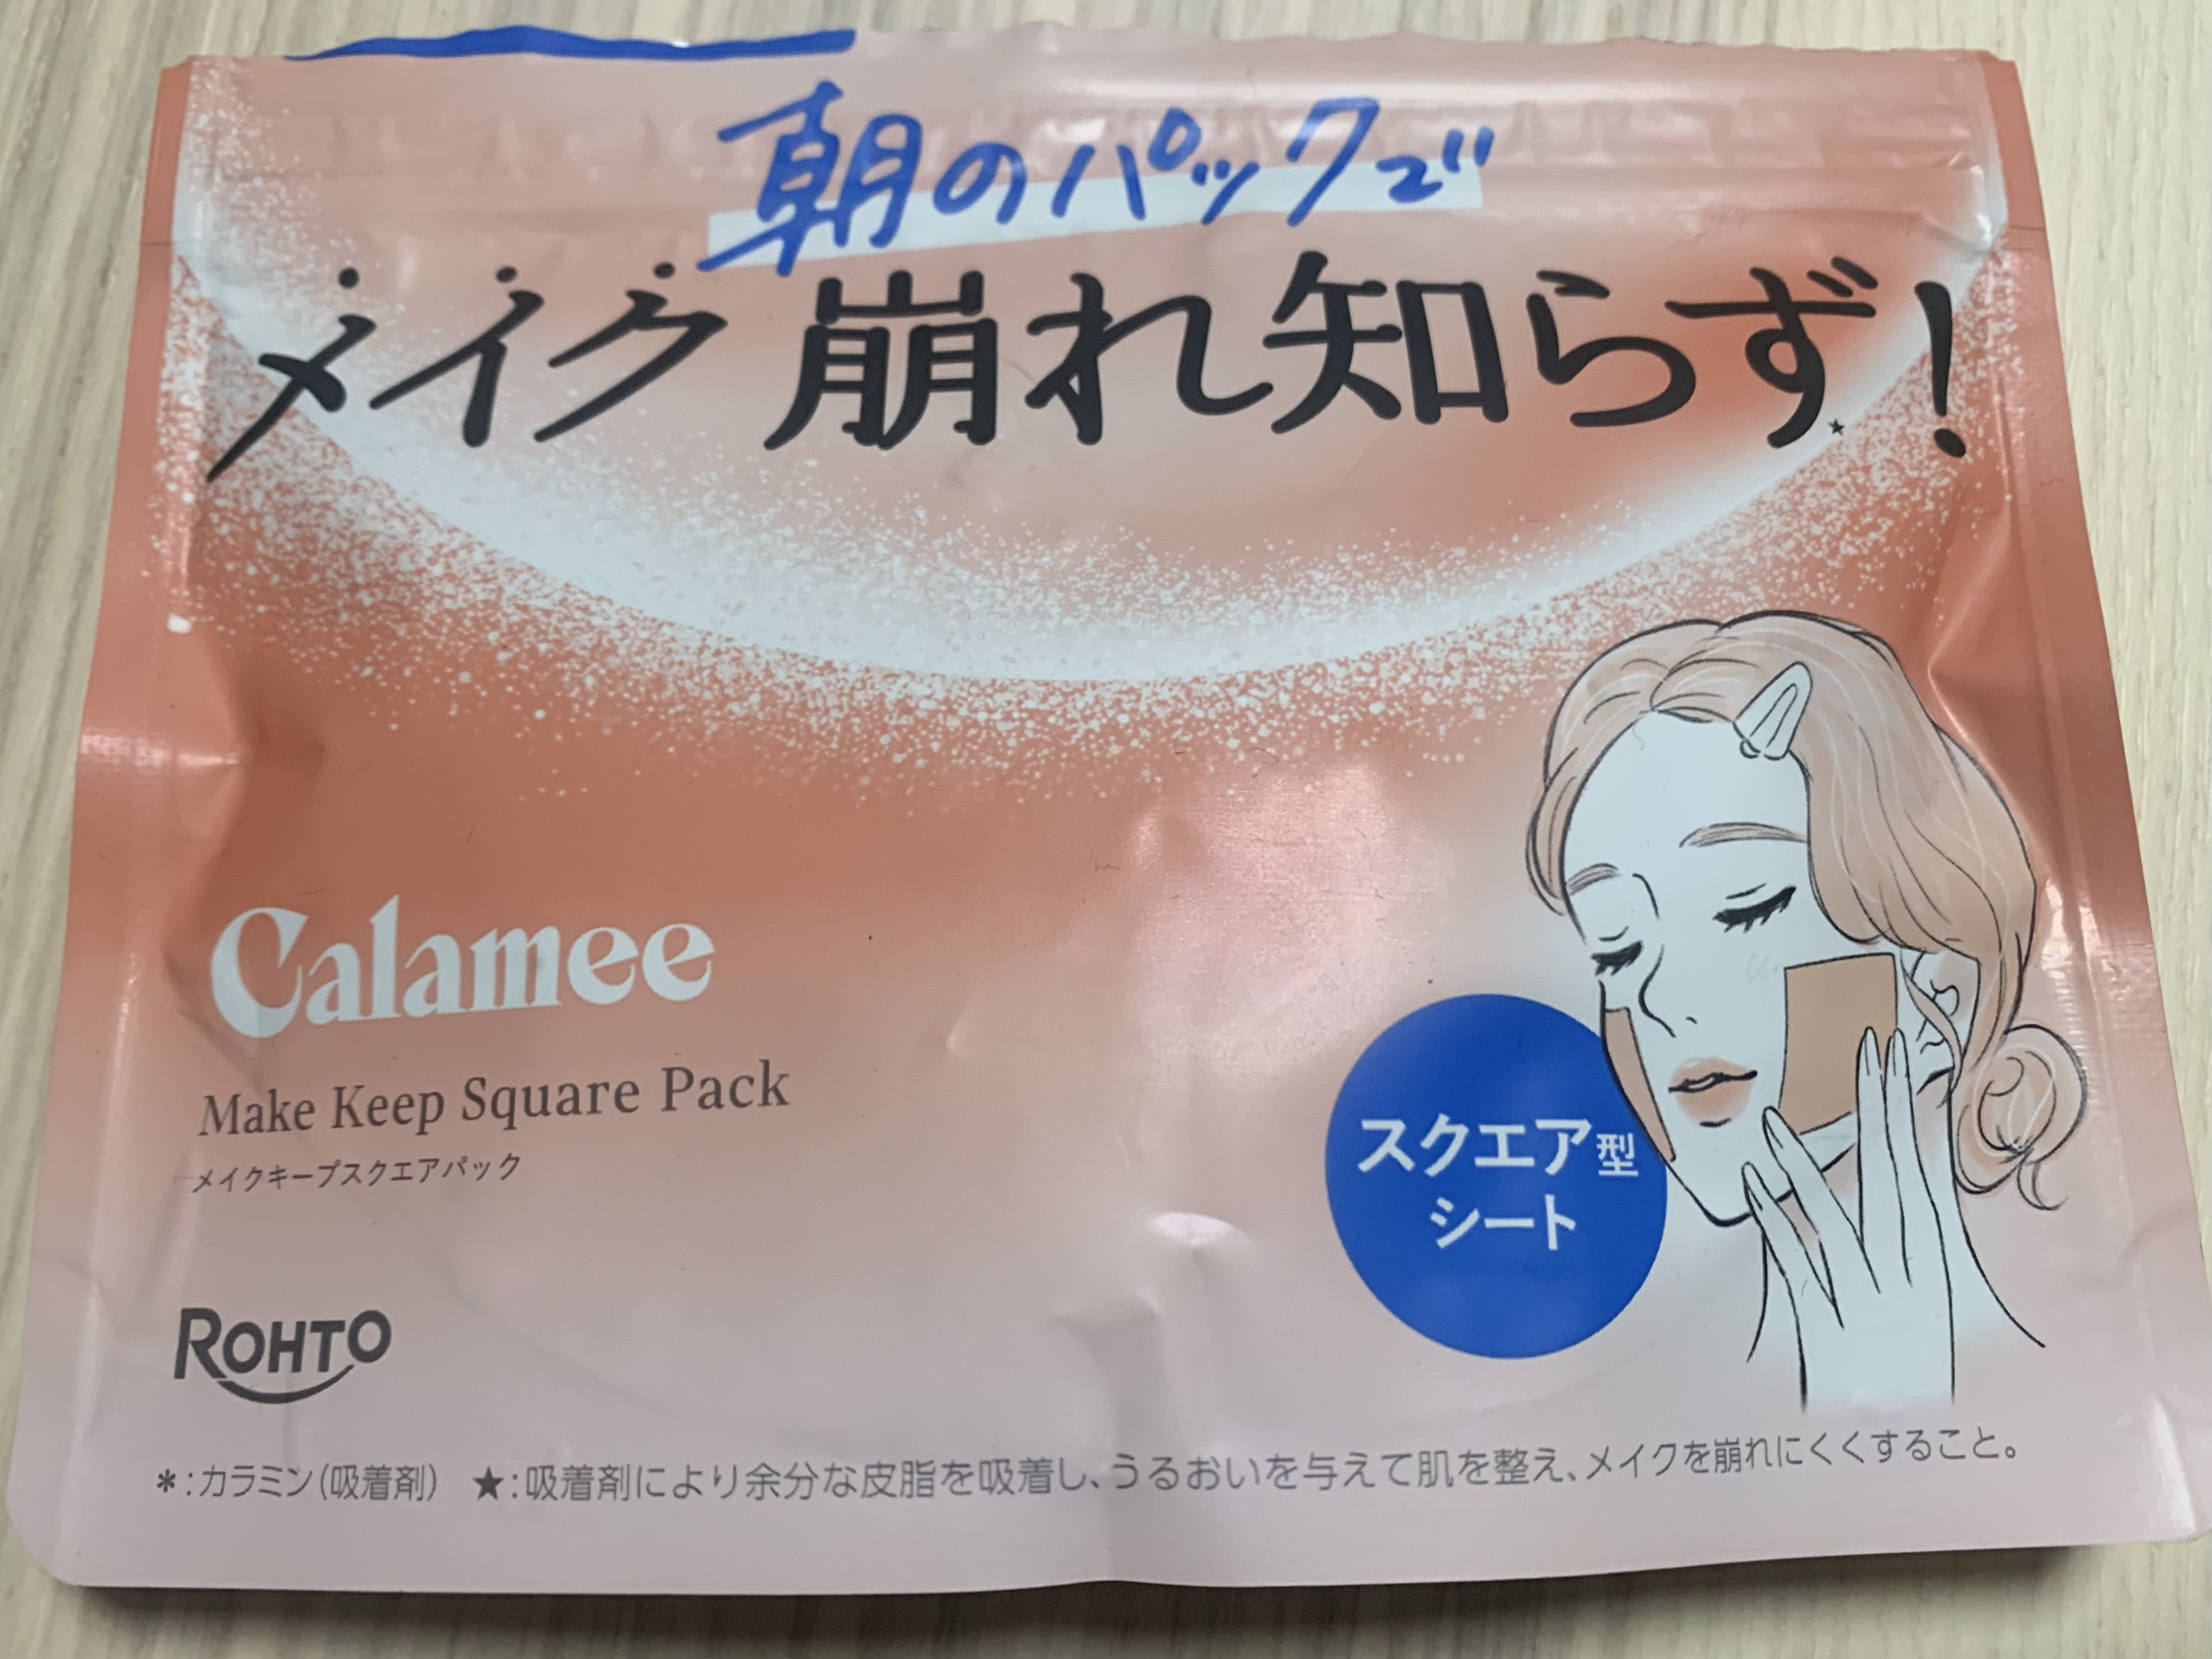 朝のパックで
メイク崩れ知らず!★
Calamee
Make Keep Square Pack
メイクキープスクエアパック
スクエア型
シート
ROHTO
*:カラミン(吸着剤) ★:吸着剤により余分な皮脂を吸着し、うるおいを与えて肌を整え、メイクを崩れにくくすること。